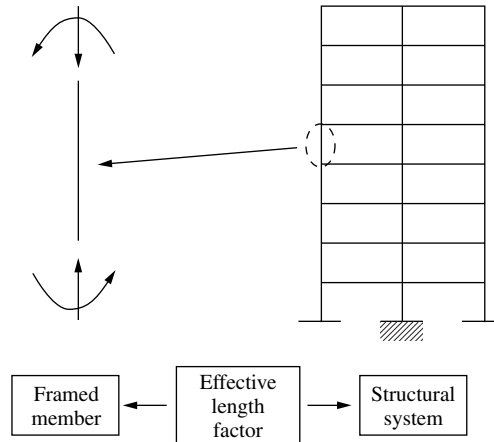 Framed
member
Effective
length
factor
Structural
system